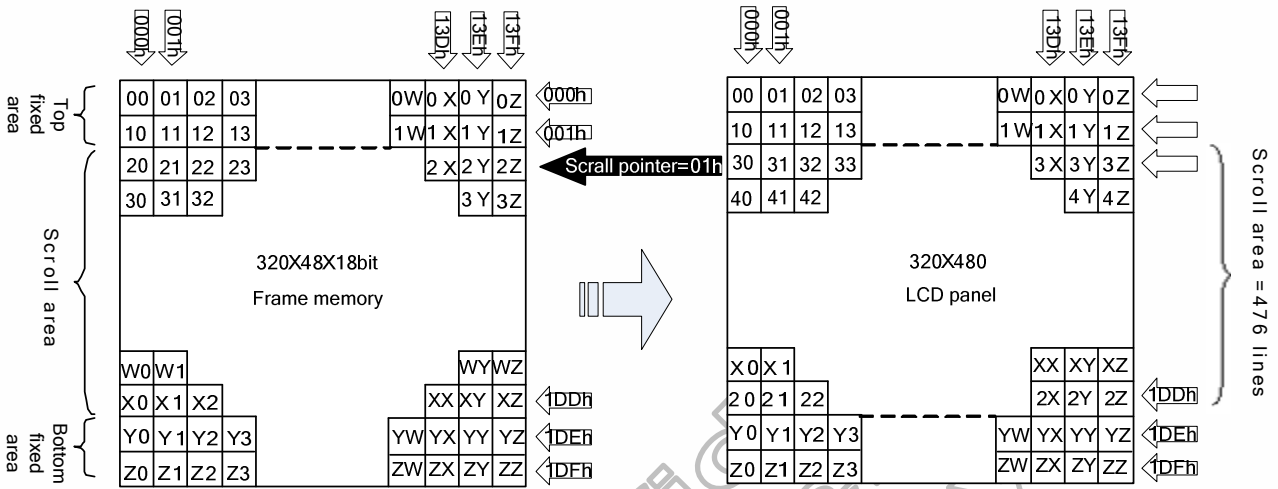 000h 001h 13Dh 13Eh 13Fh
Top fixed area
00 01 02 03 0W 0X 0Y 0Z 000h
10 11 12 13 1W 1X 1Y 1Z 001h
20 21 22 23 2X 2Y 2Z
30 31 32 3Y 3Z
Scroll area
320X48X18bit
Frame memory
W0 W1 WY WZ
X0 X1 X2 XX XY XZ 1DDh
Bottom fixed area
Y0 Y1 Y2 Y3 YW YX YY YZ 1DEh
Z0 Z1 Z2 Z3 ZW ZX ZY ZZ 1DFh
Scrall pointer=01h
000h 001h 13Dh 13Eh 13Fh
00 01 02 03 0W 0X 0Y 0Z
10 11 12 13 1W 1X 1Y 1Z
30 31 32 33 3X 3Y 3Z
40 41 42 4Y 4Z
320X480
LCD panel
X0 X1 XX XY XZ
20 21 22 2X 2Y 2Z 1DDh
Y0 Y1 Y2 Y3 YW YX YY YZ 1DEh
Z0 Z1 Z2 Z3 ZW ZX ZY ZZ 1DFh
Scroll area = 476 lines